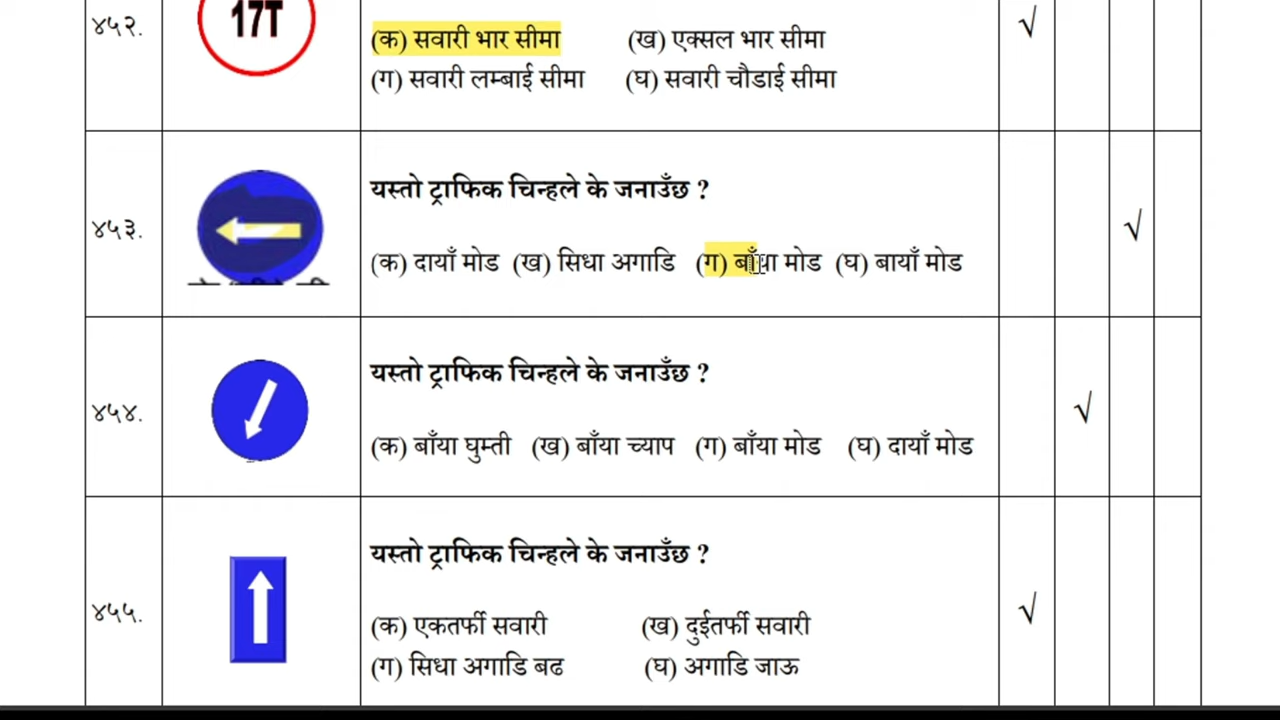 ४५२.
17T
(क) सवारी भार सीमा (ख) एक्सल भार सीमा
(ग) सवारी लम्बाई सीमा (घ) सवारी चौडाई सीमा
√
४५३.
यस्तो ट्राफिक चिन्हले के जनाउँछ ?
(क) दायाँ मोड (ख) सिधा अगाडि (ग) बाँया मोड (घ) बायाँ मोड
√
४५४.
यस्तो ट्राफिक चिन्हले के जनाउँछ ?
(क) बाँया घुम्ती (ख) बाँया च्याप (ग) बाँया मोड (घ) दायाँ मोड
√
४५५.
यस्तो ट्राफिक चिन्हले के जनाउँछ ?
(क) एकतर्फी सवारी (ख) दुईतर्फी सवारी
(ग) सिधा अगाडि बढ (घ) अगाडि जाऊ
√